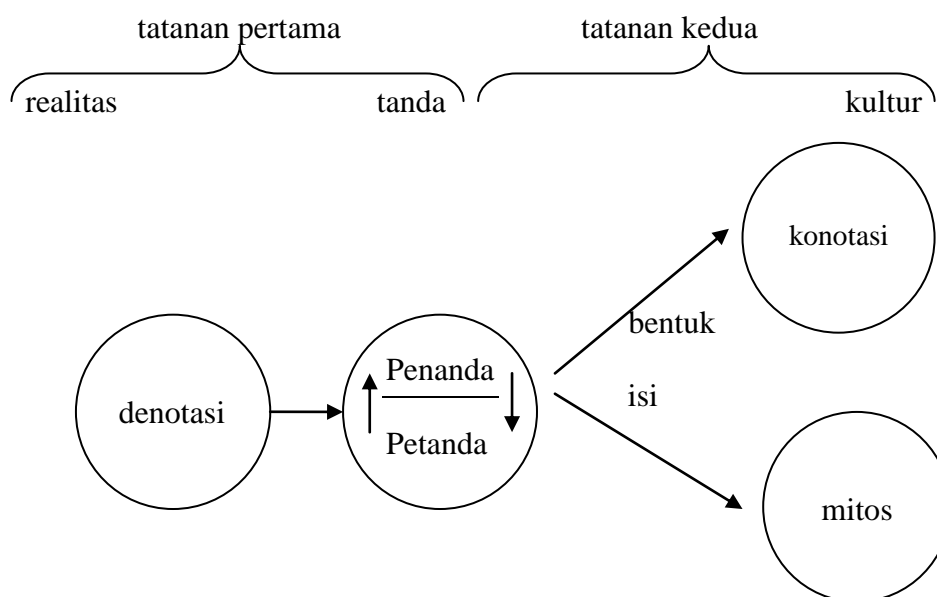 tatanan pertama tatanan kedua
realitas tanda kultur
konotasi
bentuk
Penanda
isi
denotasi
Petanda
mitos